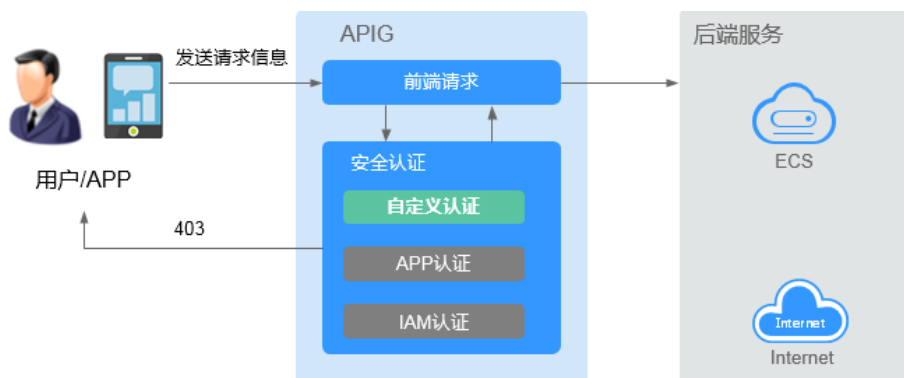 APIG
后端服务
发送请求信息
前端请求
安全认证
自定义认证
APP认证
IAM认证
用户/APP
403
ECS
Internet
Internet